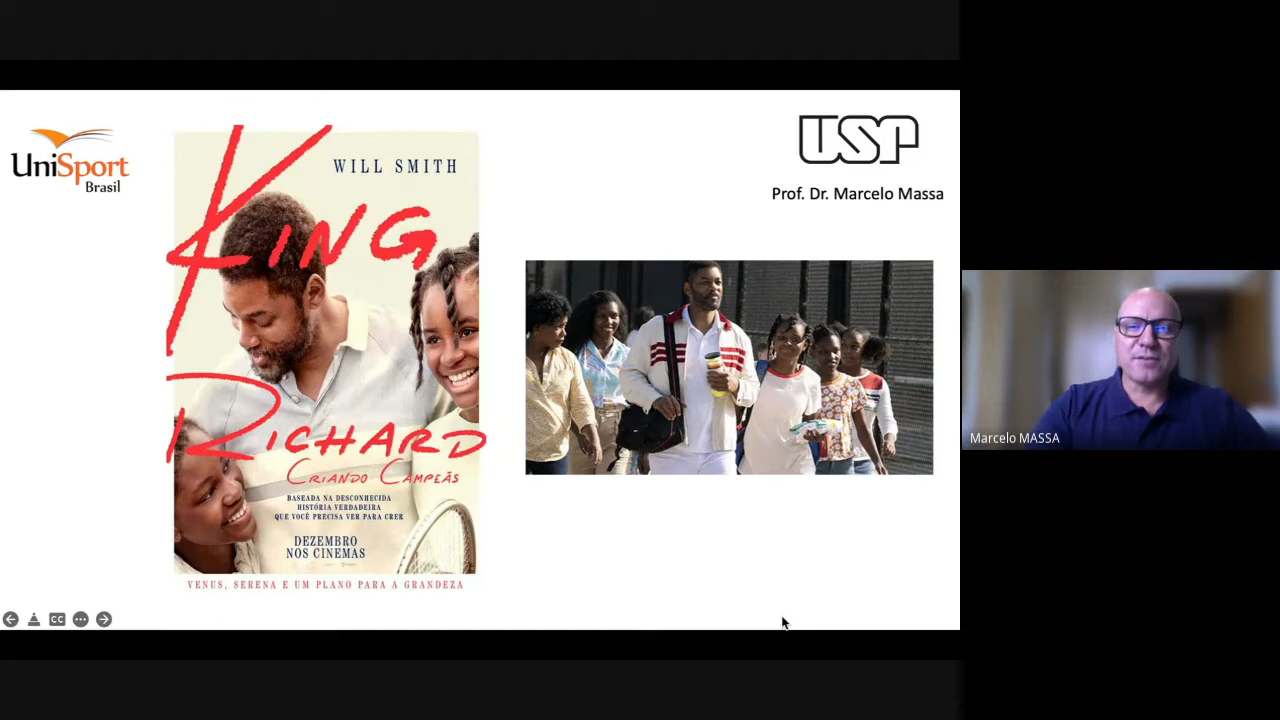 UniSport
Brasil
WILL SMITH
KING
RICHARD
CRIANDO CAMPEÃS
BASEADA NA DESCONHECIDA
HISTÓRIA VERDADEIRA
QUE VOCÊ PRECISA VER PARA CRER
DEZEMBRO
NOS CINEMAS
VENUS, SERENA E UM PLANO PARA A GRANDEZA
USP
Prof. Dr. Marcelo Massa
CC
Marcelo MASSA